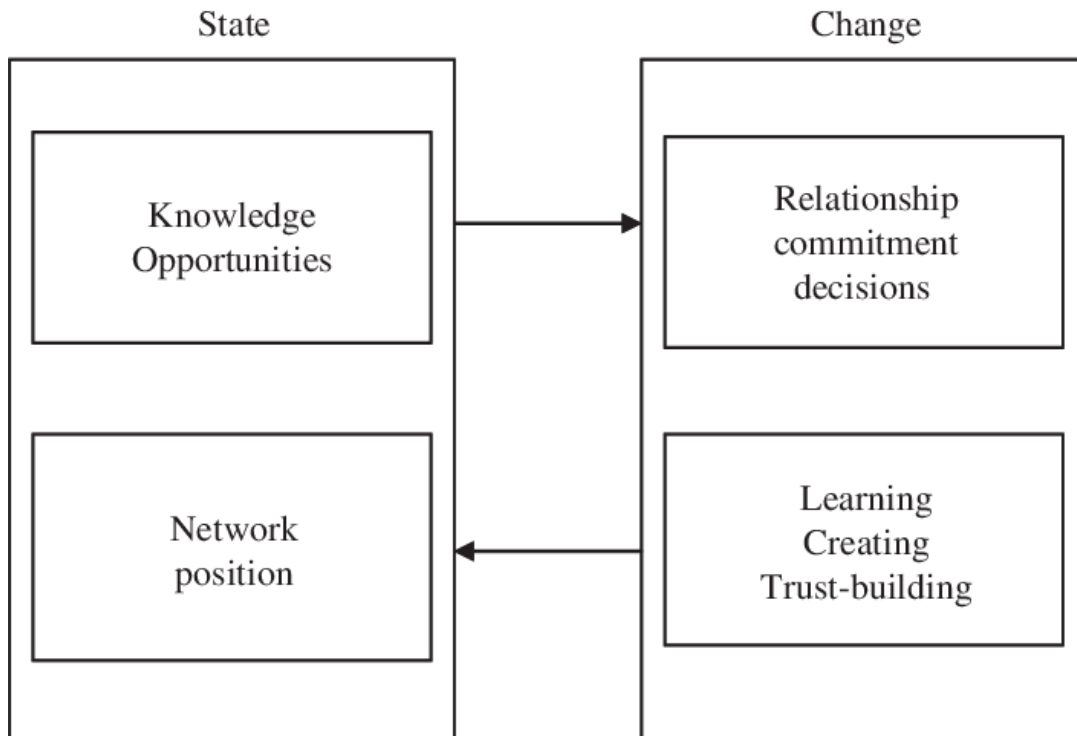 State
Change
Knowledge
Opportunities
Relationship
commitment
decisions
Network
position
Learning
Creating
Trust-building